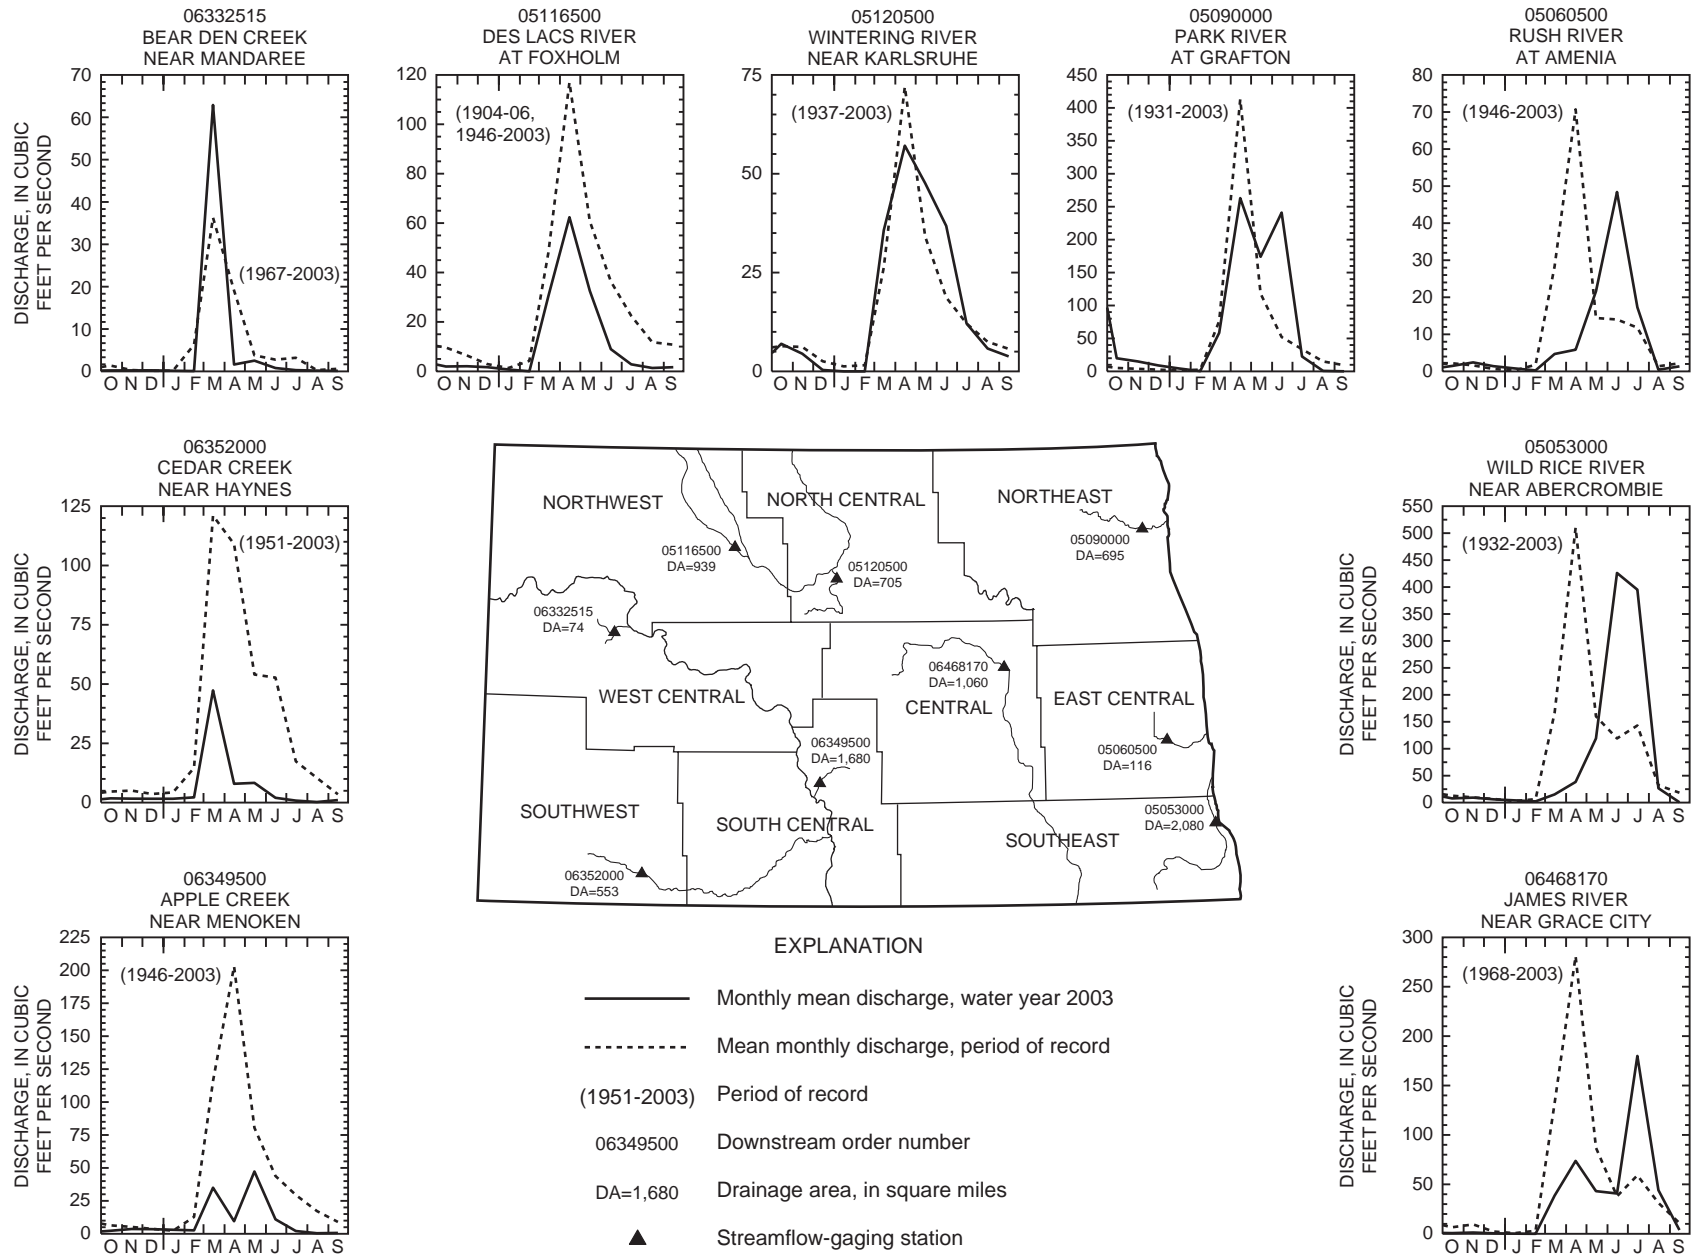 06332515
BEAR DEN CREEK
NEAR MANDAREE
DISCHARGE, IN CUBIC
FEET PER SECOND
70
60
50
40
30
20
10
0
(1967-2003)
O N D J F M A M J J A S
05116500
DES LACS RIVER
AT FOXHOLM
120
100
80
60
40
20
0
(1904-06,
1946-2003)
O N D J F M A M J J A S
05120500
WINTERING RIVER
NEAR KARLSRUHE
75
50
25
0
(1937-2003)
O N D J F M A M J J A S
05090000
PARK RIVER
AT GRAFTON
450
400
350
300
250
200
150
100
50
0
(1931-2003)
O N D J F M A M J J A S
05060500
RUSH RIVER
AT AMENIA
80
70
60
50
40
30
20
10
0
(1946-2003)
O N D J F M A M J J A S
06352000
CEDAR CREEK
NEAR HAYNES
DISCHARGE, IN CUBIC
FEET PER SECOND
125
100
75
50
25
0
(1951-2003)
O N D J F M A M J J A S
NORTHWEST
NORTH CENTRAL
NORTHEAST
05116500
DA=939
05120500
DA=705
05090000
DA=695
06332515
DA=74
06468170
DA=1,060
WEST CENTRAL
CENTRAL
EAST CENTRAL
06349500
DA=1,680
05060500
DA=116
SOUTHWEST
SOUTH CENTRAL
SOUTHEAST
05053000
DA=2,080
06352000
DA=553
05053000
WILD RICE RIVER
NEAR ABERCROMBIE
DISCHARGE, IN CUBIC
FEET PER SECOND
550
500
450
400
350
300
250
200
150
100
50
0
(1932-2003)
O N D J F M A M J J A S
06349500
APPLE CREEK
NEAR MENOKEN
DISCHARGE, IN CUBIC
FEET PER SECOND
225
200
175
150
125
100
75
50
25
0
(1946-2003)
O N D J F M A M J J A S
EXPLANATION
Monthly mean discharge, water year 2003
Mean monthly discharge, period of record
(1951-2003) Period of record
06349500 Downstream order number
DA=1,680 Drainage area, in square miles
Streamflow-gaging station
06468170
JAMES RIVER
NEAR GRACE CITY
DISCHARGE, IN CUBIC
FEET PER SECOND
300
250
200
150
100
50
0
(1968-2003)
O N D J F M A M J J A S